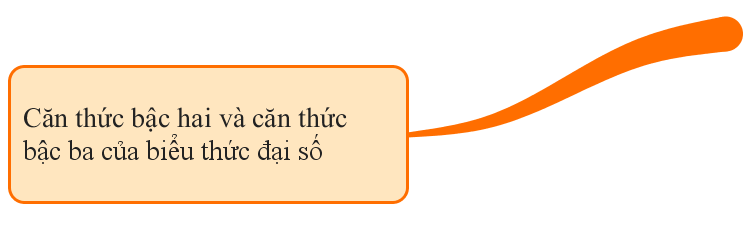 Căn thức bậc hai và căn thức
bậc ba của biểu thức đại số